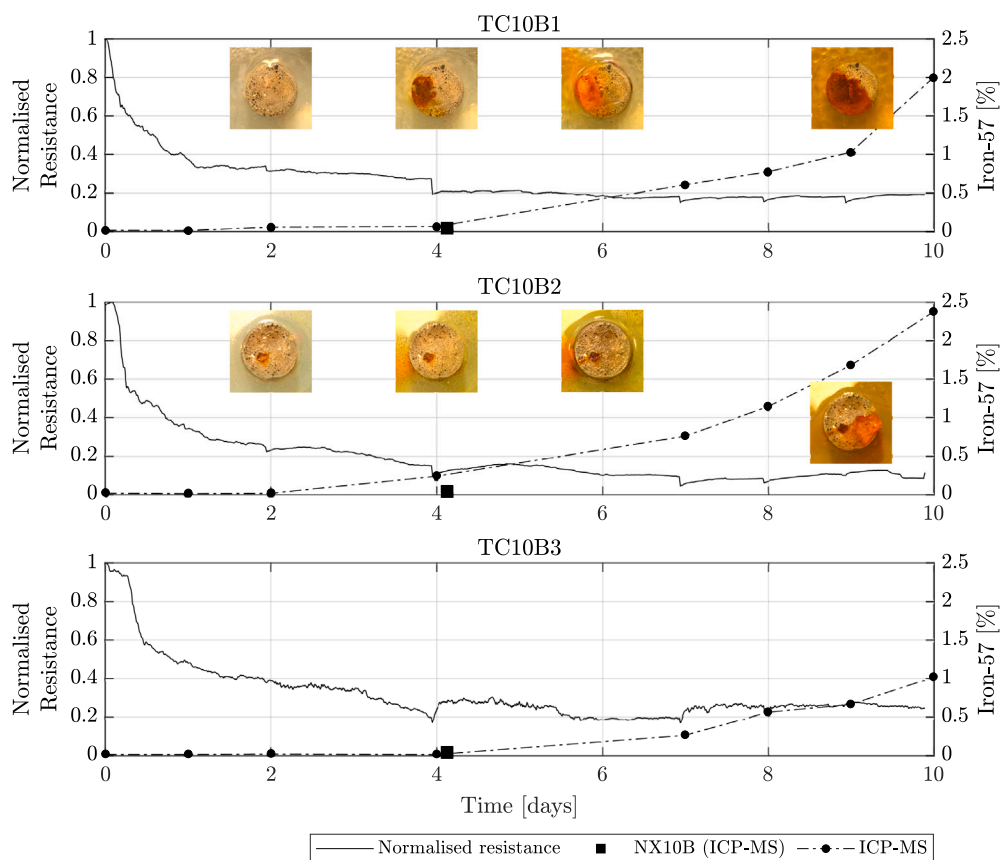 TC10B1
1
0.8
0.6
0.4
0.2
0
Normalised
Resistance
2.5
2
1.5
1
0.5
0
Iron-57 [%]
0 2 4 6 8 10
TC10B2
1
0.8
0.6
0.4
0.2
0
Normalised
Resistance
2.5
2
1.5
1
0.5
0
Iron-57 [%]
0 2 4 6 8 10
TC10B3
1
0.8
0.6
0.4
0.2
0
Normalised
Resistance
2.5
2
1.5
1
0.5
0
Iron-57 [%]
0 2 4 6 8 10
Time [days]
Normalised resistance NX10B (ICP-MS) ICP-MS